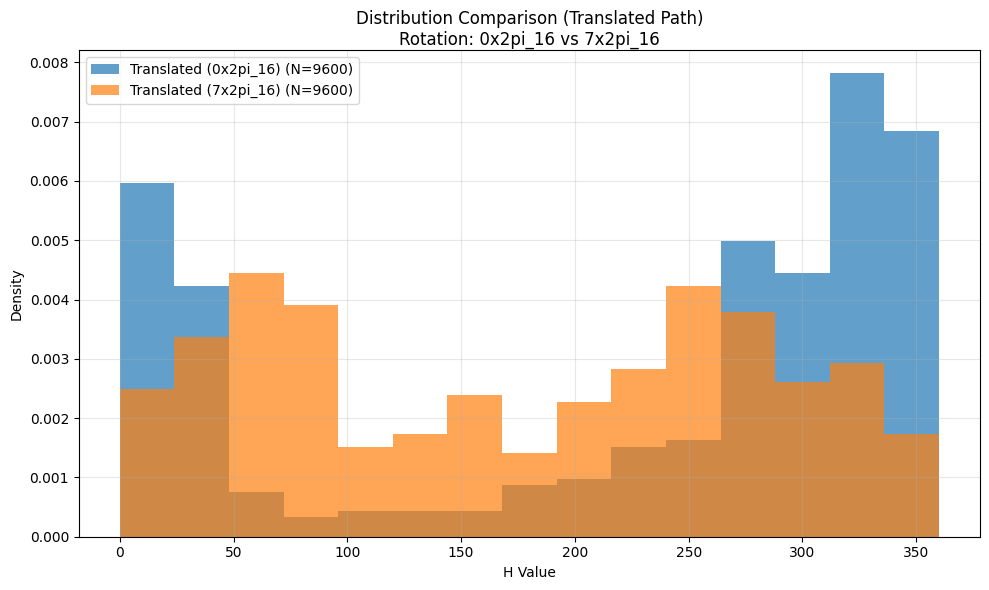 Distribution Comparison (Translated Path)
Rotation: 0x2pi_16 vs 7x2pi_16
Translated (0x2pi_16) (N=9600)
Translated (7x2pi_16) (N=9600)
Density
0.008
0.007
0.006
0.005
0.004
0.003
0.002
0.001
0.000
0 50 100 150 200 250 300 350
H Value